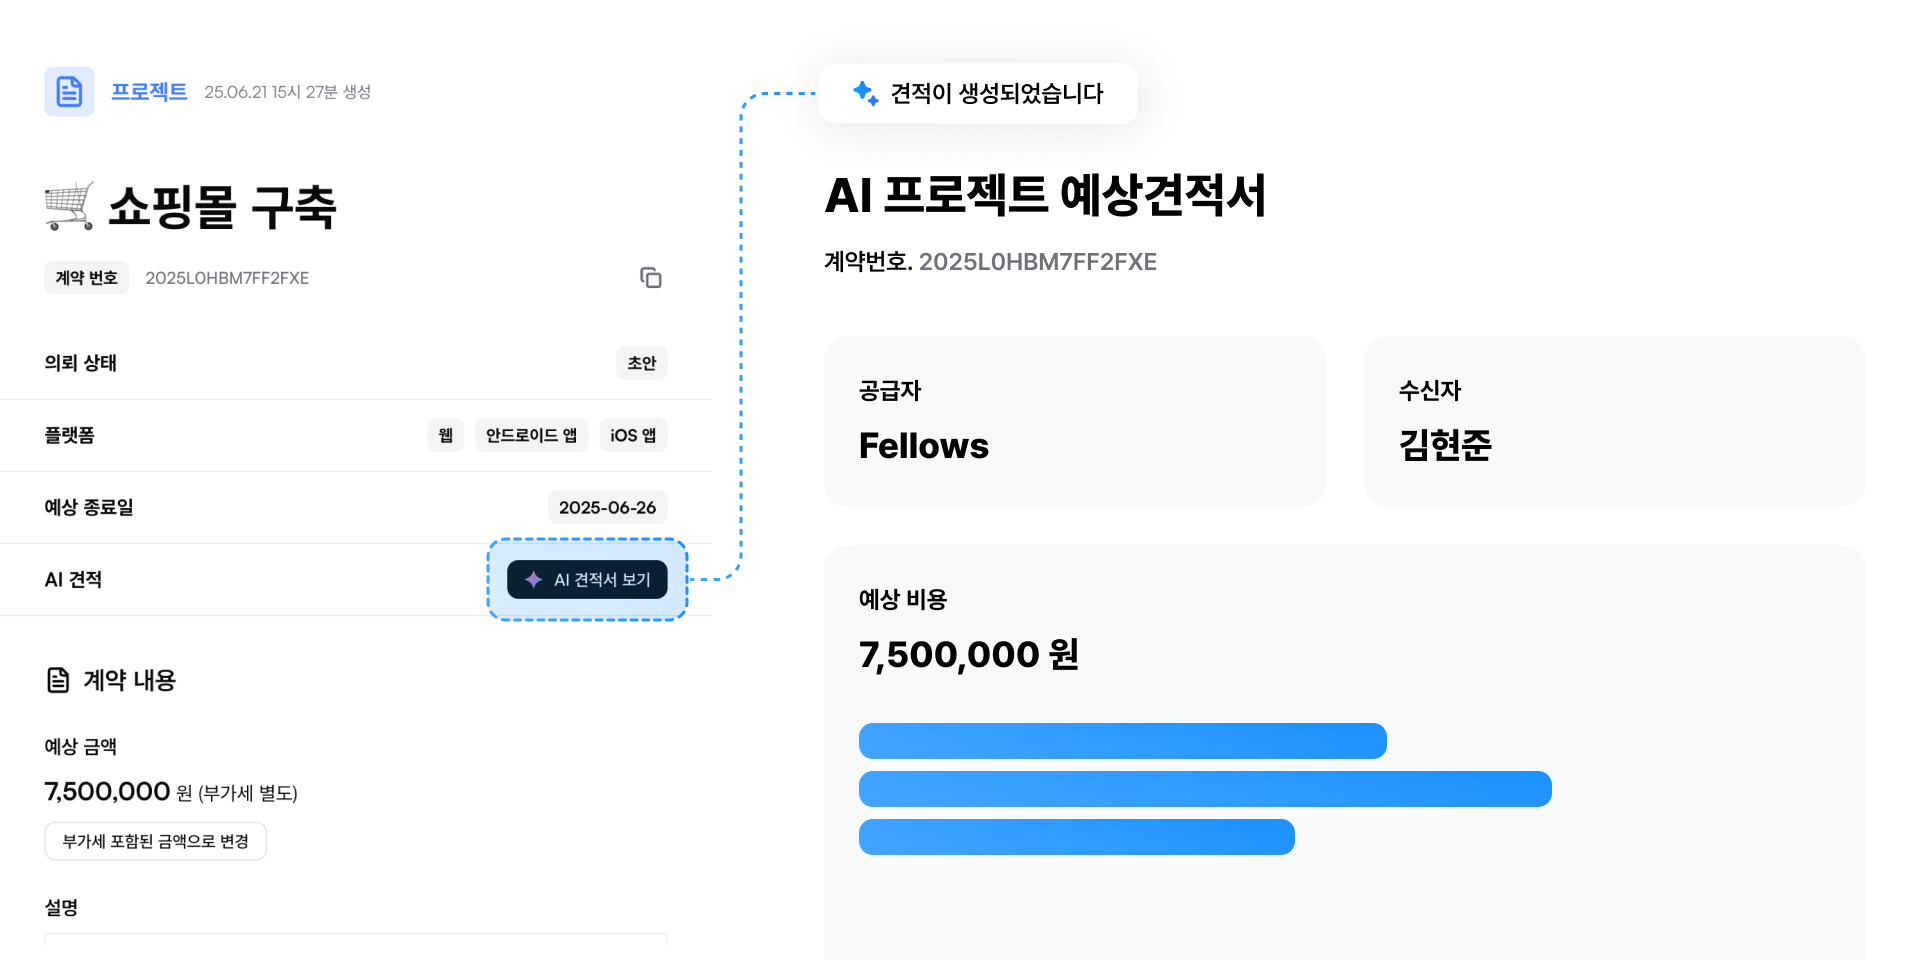 프로젝트 25.06.21 15시 27분 생성
쇼핑몰 구축
계약 번호 2025L0HBM7FF2FXE
의뢰 상태 초안
플랫폼 웹 안드로이드 앱 iOS 앱
예상 종료일 2025-06-26
AI 견적 AI 견적서 보기
계약 내용
예상 금액
7,500,000 원 (부가세 별도)
부가세 포함된 금액으로 변경
설명
견적이 생성되었습니다
AI 프로젝트 예상견적서
계약번호. 2025L0HBM7FF2FXE
공급자
Fellows
수신자
김현준
예상 비용
7,500,000 원